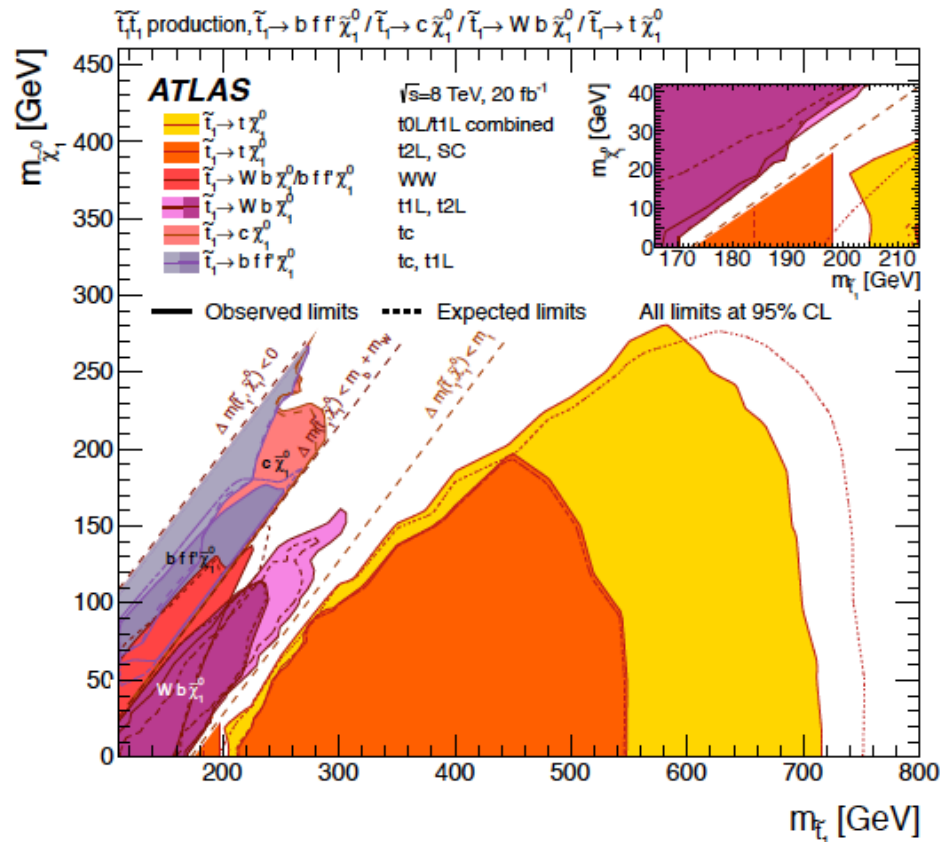 t̃₁t̃₁ production, t̃₁→ b f f' χ̃₁⁰ / t̃₁→ c χ̃₁⁰ / t̃₁→ W b χ̃₁⁰ / t̃₁→ t χ̃₁⁰
m_χ̃₁⁰ [GeV]
450
400
350
300
250
200
150
100
50
0
ATLAS
√s=8 TeV, 20 fb⁻¹
t̃₁→ t χ̃₁⁰ t0L/t1L combined
t̃₁→ t χ̃₁⁰ t2L, SC
t̃₁→ W b χ̃₁⁰/b f f' χ̃₁⁰ WW
t̃₁→ W b χ̃₁⁰ t1L, t2L
t̃₁→ c χ̃₁⁰ tc
t̃₁→ b f f' χ̃₁⁰ tc, t1L
Observed limits Expected limits All limits at 95% CL
m_χ̃₁⁰ [GeV]
40
30
20
10
0
170 180 190 200 210
m_t̃₁ [GeV]
Δ m(t̃₁,χ̃₁⁰) < 0
Δ m(t̃₁,χ̃₁⁰) < m_b + m_W
Δ m(t̃₁,χ̃₁⁰) < m_t
c χ̃₁⁰
b f f' χ̃₁⁰
W b χ̃₁⁰
200 300 400 500 600 700 800
m_t̃₁ [GeV]